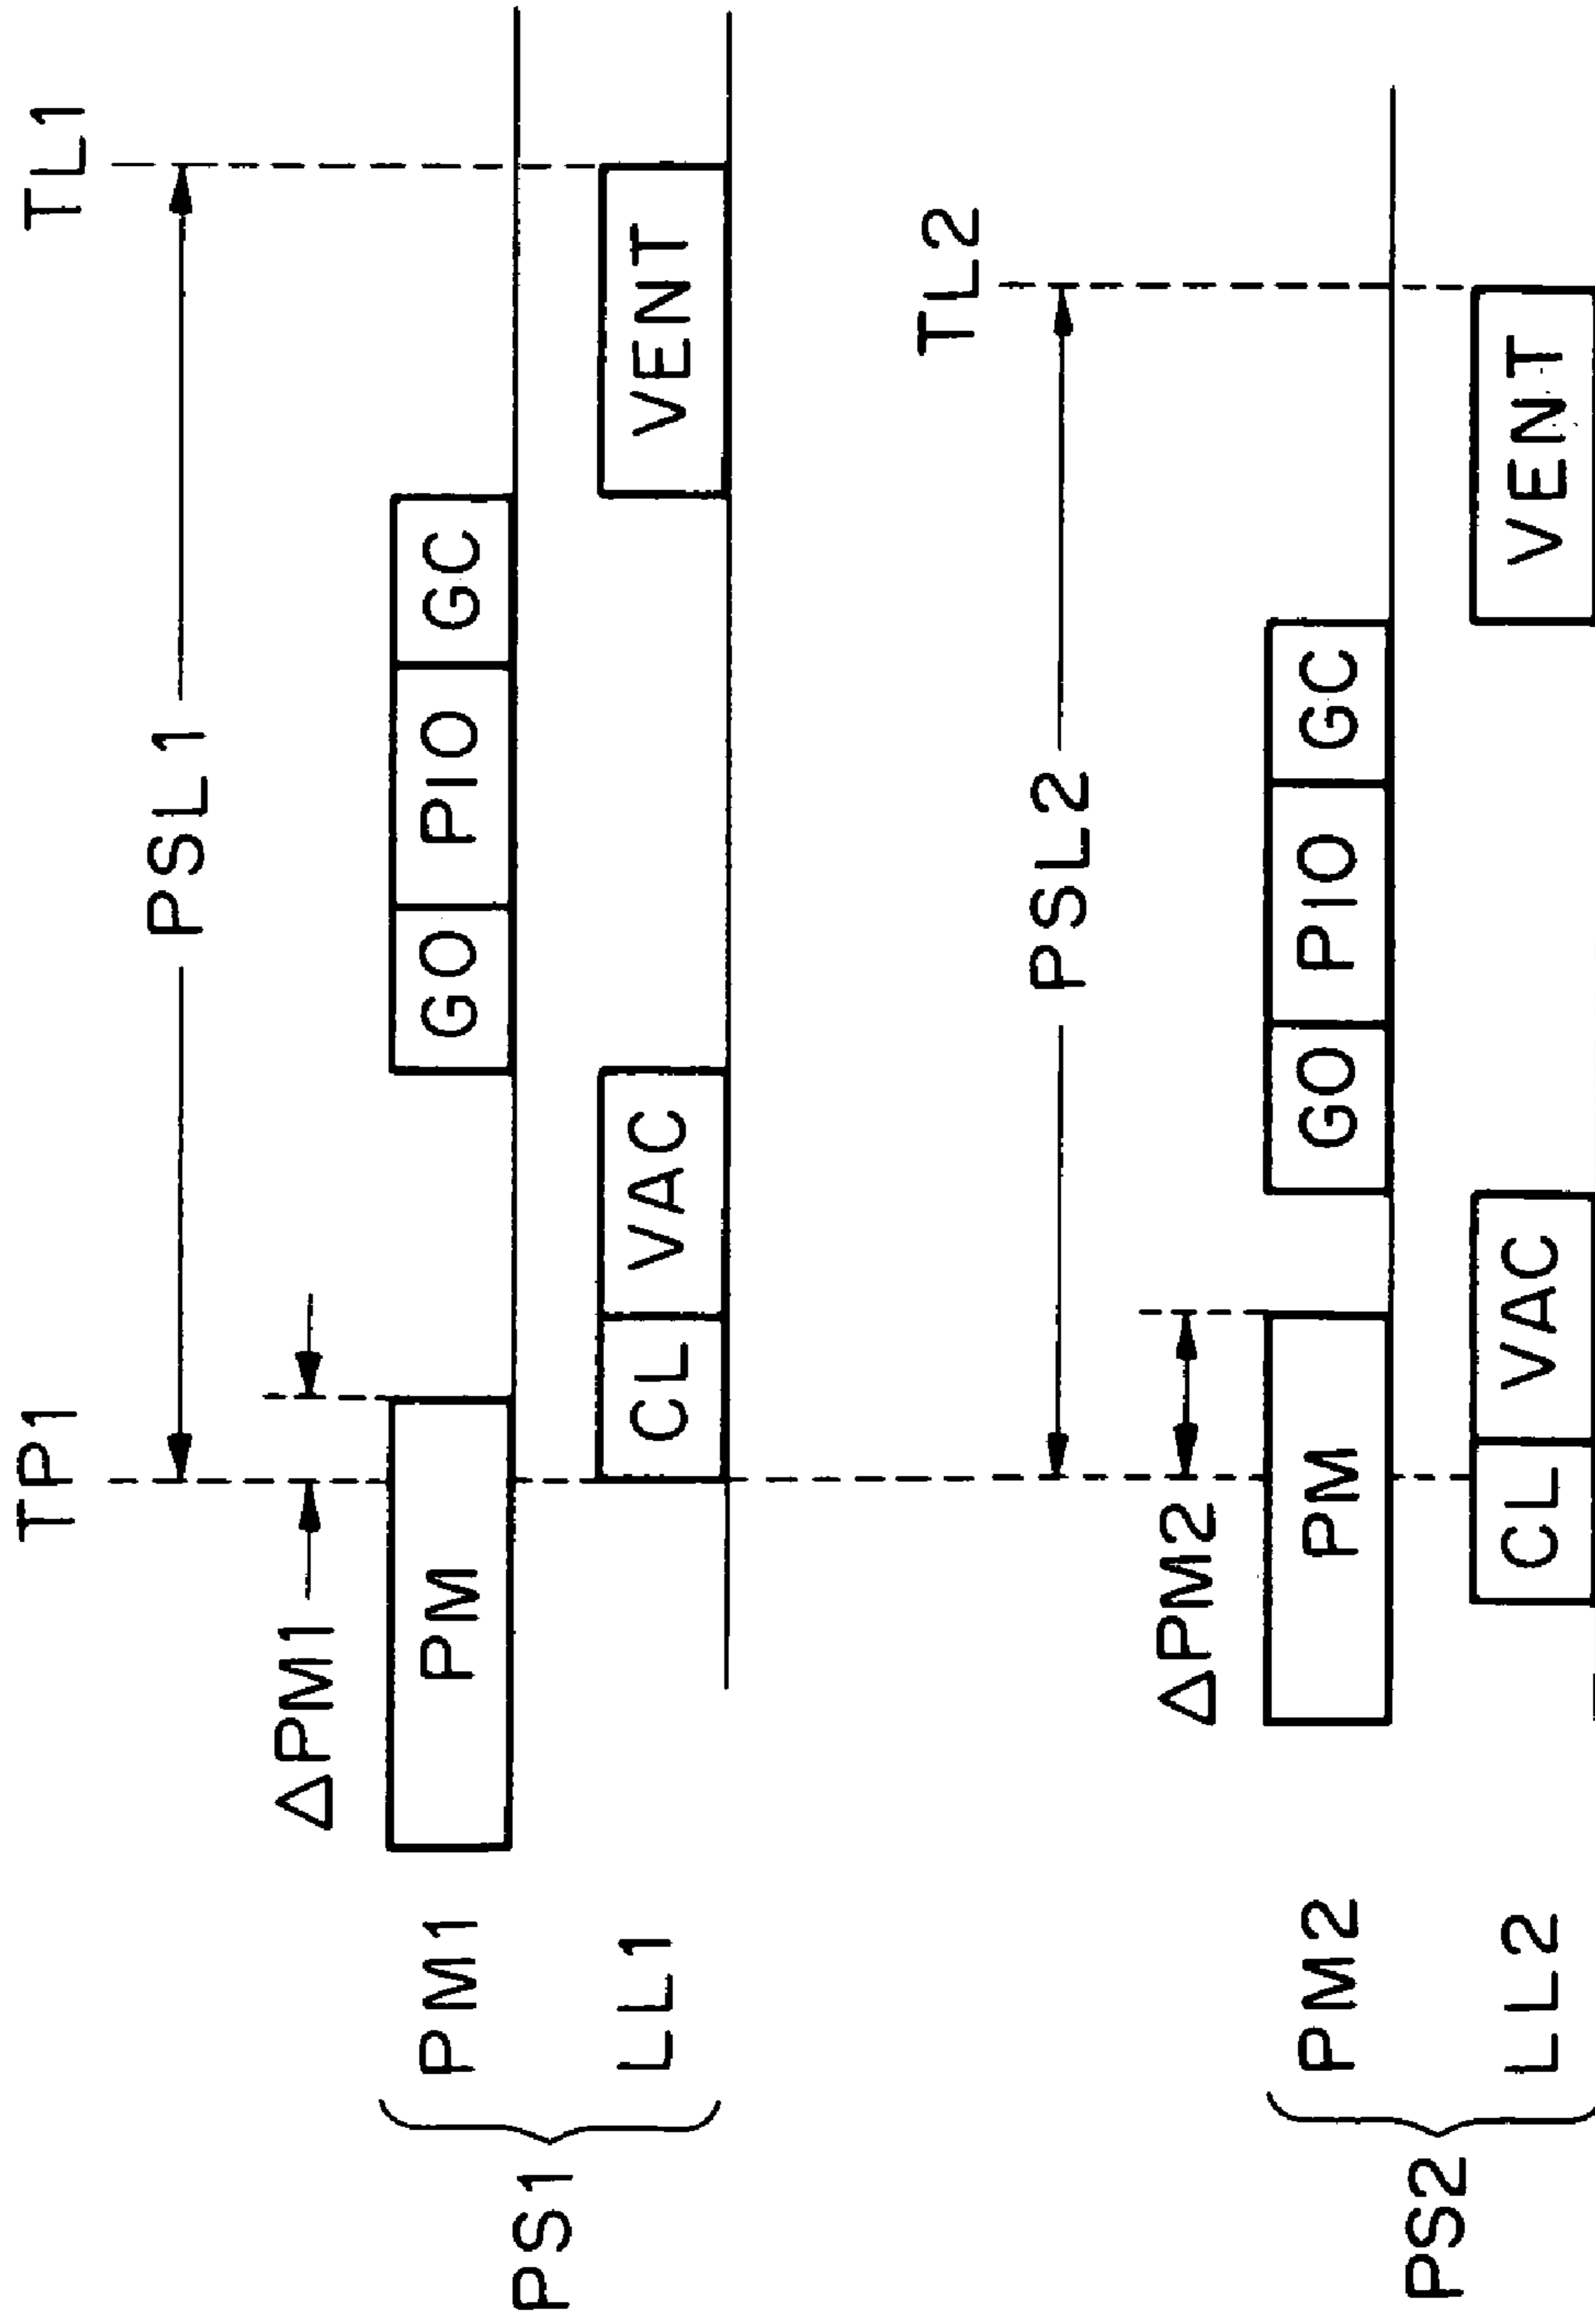 TP1 TL1
PSL1
ΔPM1
PM1 PM GO PIO GC
PS1
LL1 CL VAC VENT
TL2
PSL2
ΔPM2
PM2 PM GO PIO GC
PS2
LL2 CL VAC VENT